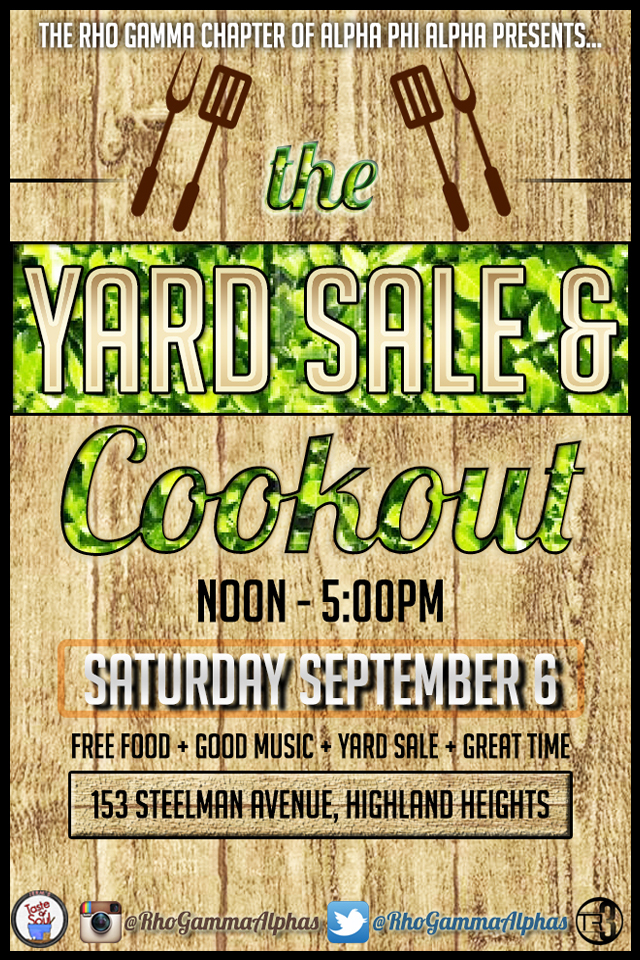 THE RHO GAMMA CHAPTER OF ALPHA PHI ALPHA PRESENTS...
the
YARD SALE &
Cookout
NOON - 5:00PM
SATURDAY SEPTEMBER 6
FREE FOOD + GOOD MUSIC + YARD SALE + GREAT TIME
153 STEELMAN AVENUE, HIGHLAND HEIGHTS
Taste of Soul
@RhoGammaAlphas
@RhoGammaAlphas